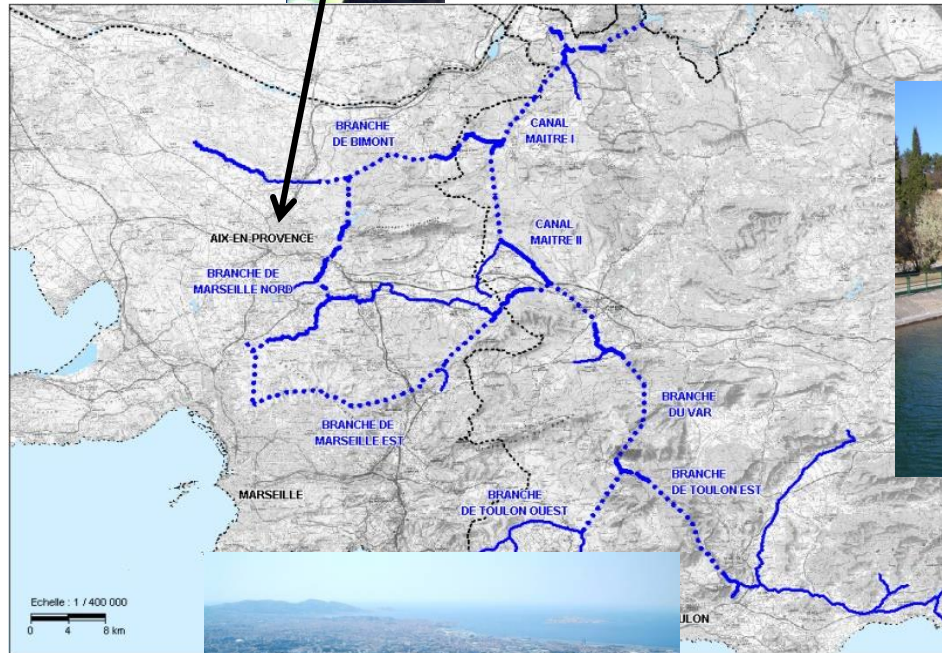 BRANCHE
DE BIMONT
CANAL
MAITRE I
AIX-EN-PROVENCE
CANAL
MAITRE II
BRANCHE DE
MARSEILLE NORD
BRANCHE
DU VAR
BRANCHE DE
MARSEILLE EST
BRANCHE
DE TOULON EST
MARSEILLE
BRANCHE
DE TOULON OUEST
Echelle : 1 / 400 000
0 4 8 km
ULON